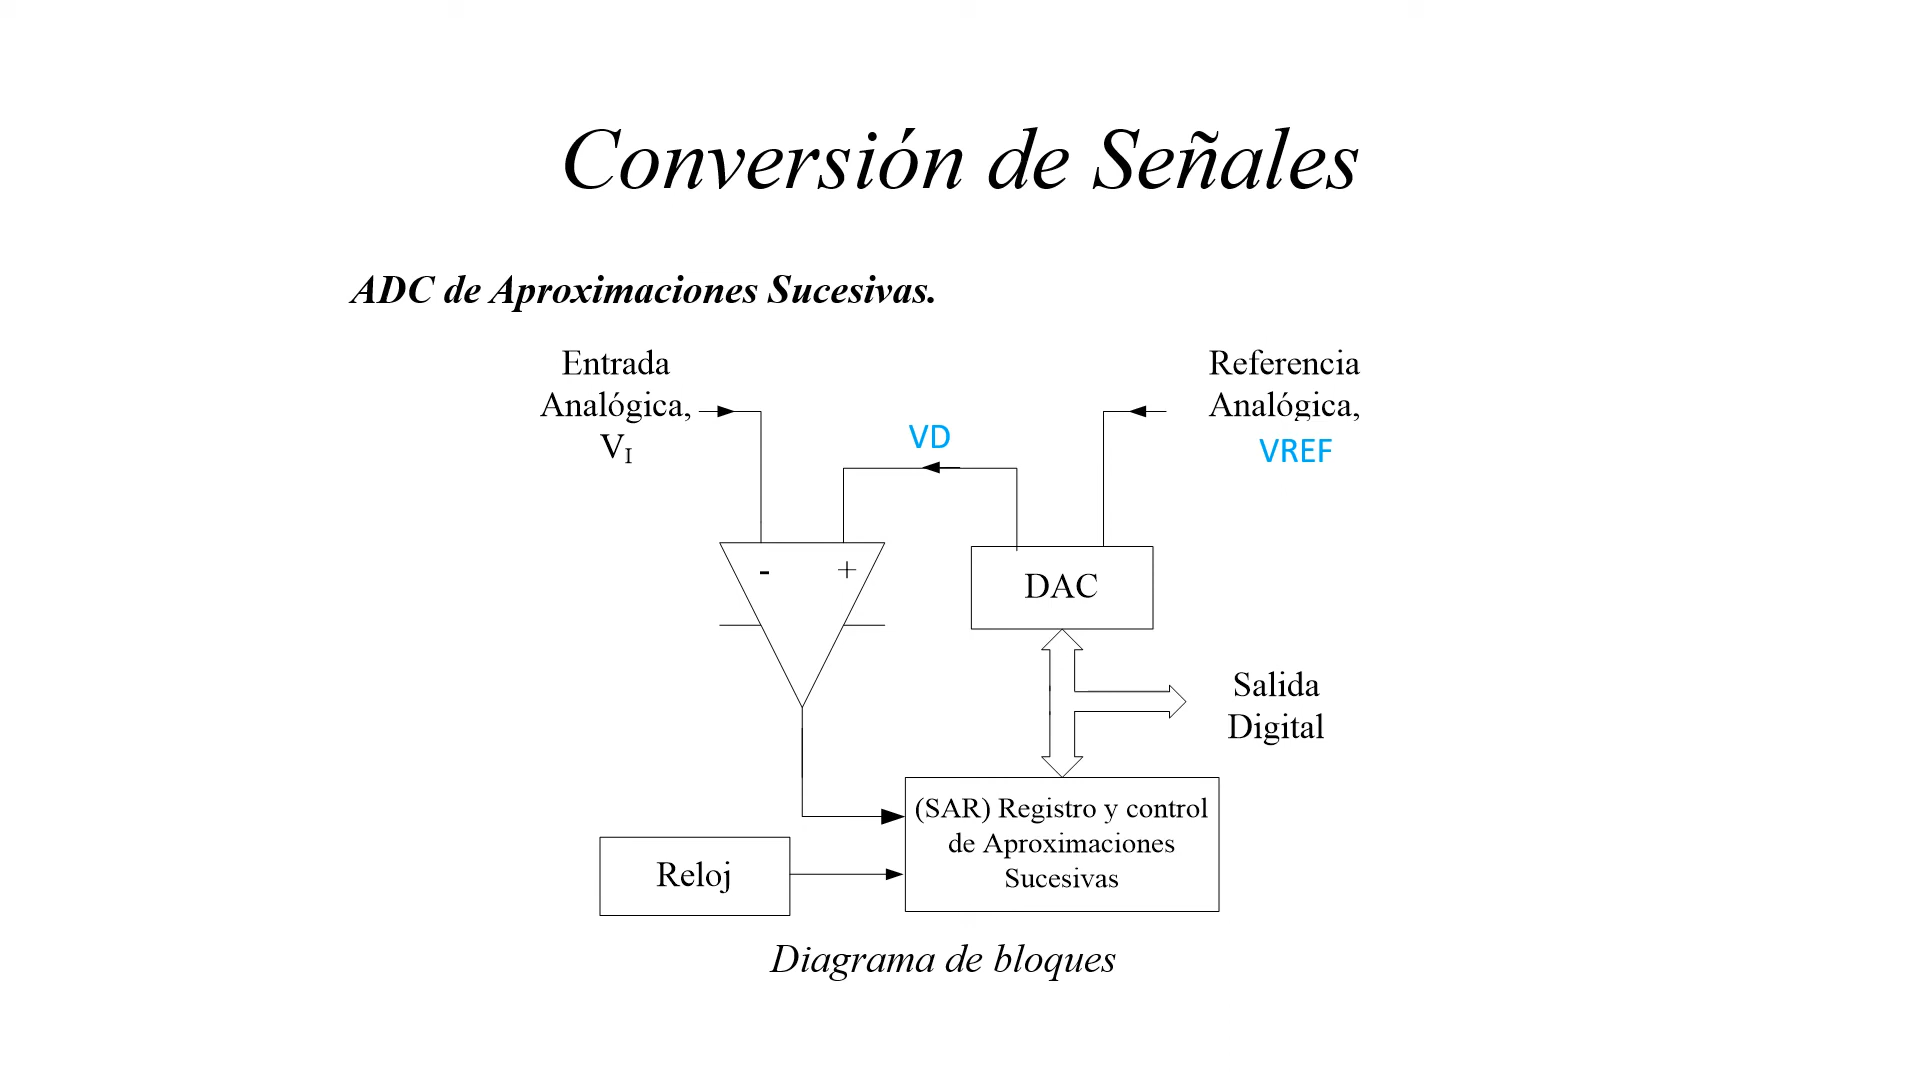 Conversión de Señales
ADC de Aproximaciones Sucesivas.
Entrada
Analógica,
VI
Referencia
Analógica,
VREF
VD
-
+
DAC
Salida
Digital
(SAR) Registro y control
de Aproximaciones
Sucesivas
Reloj
Diagrama de bloques